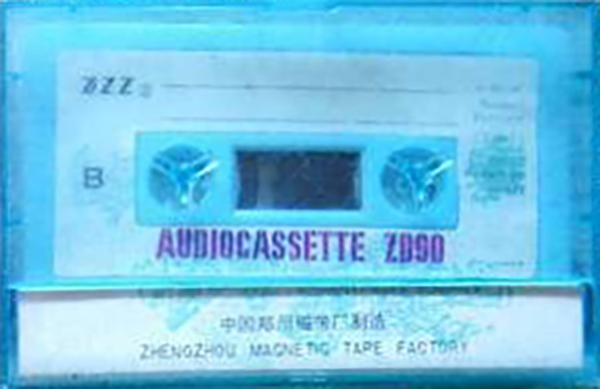 ZZZ
B
AUDIOCASSETTE ZD90
中国郑州磁带厂制造
ZHENGZHOU MAGNETIC TAPE FACTORY